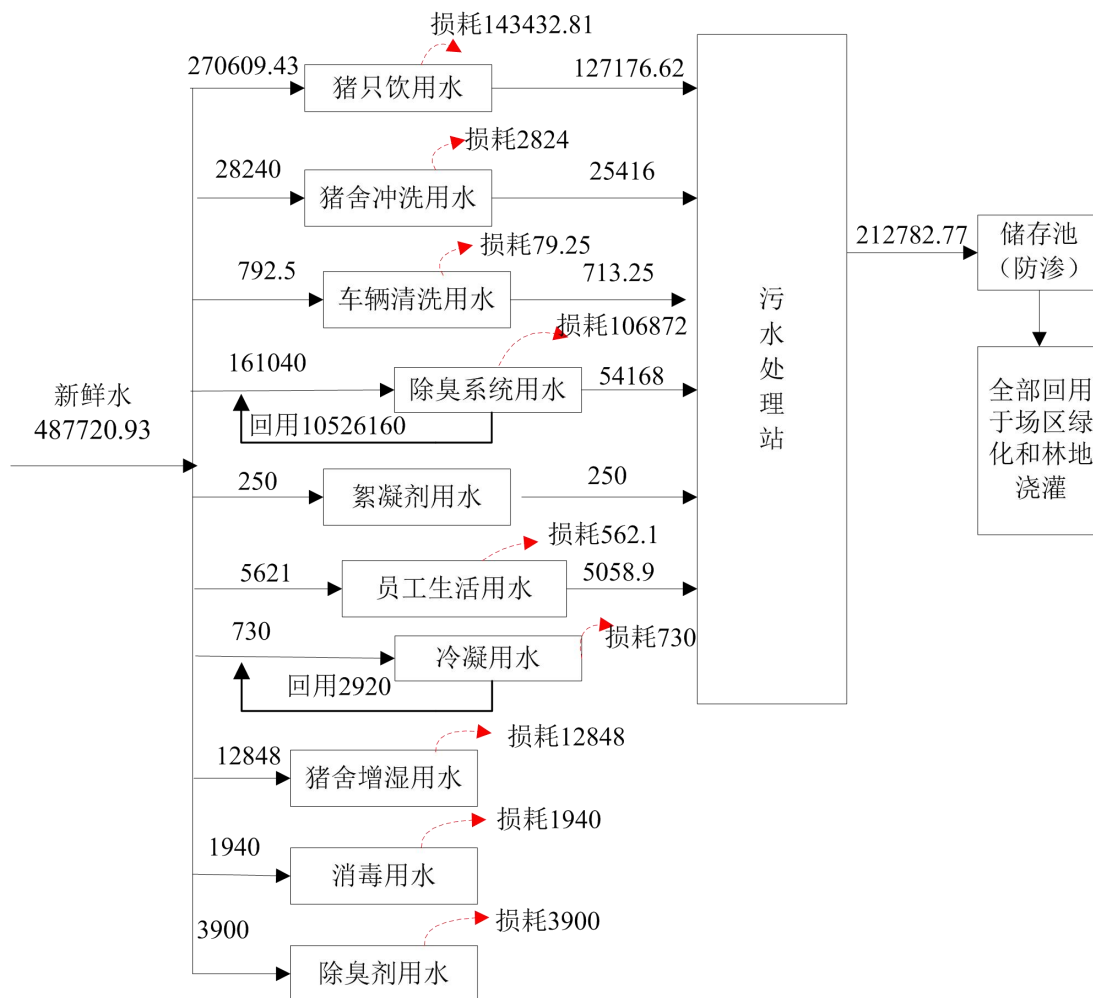 损耗143432.81
270609.43
猪只饮用水
127176.62
损耗2824
28240
猪舍冲洗用水
25416
损耗79.25
792.5
车辆清洗用水
713.25
损耗106872
161040
除臭系统用水
54168
回用10526160
新鲜水
487720.93
250
絮凝剂用水
250
损耗562.1
5621
员工生活用水
5058.9
730
冷凝用水
损耗730
回用2920
损耗12848
12848
猪舍增湿用水
损耗1940
1940
消毒用水
损耗3900
3900
除臭剂用水
污
水
处
理
站
212782.77
储存池
（防渗）
全部回用
于场区绿
化和林地
浇灌